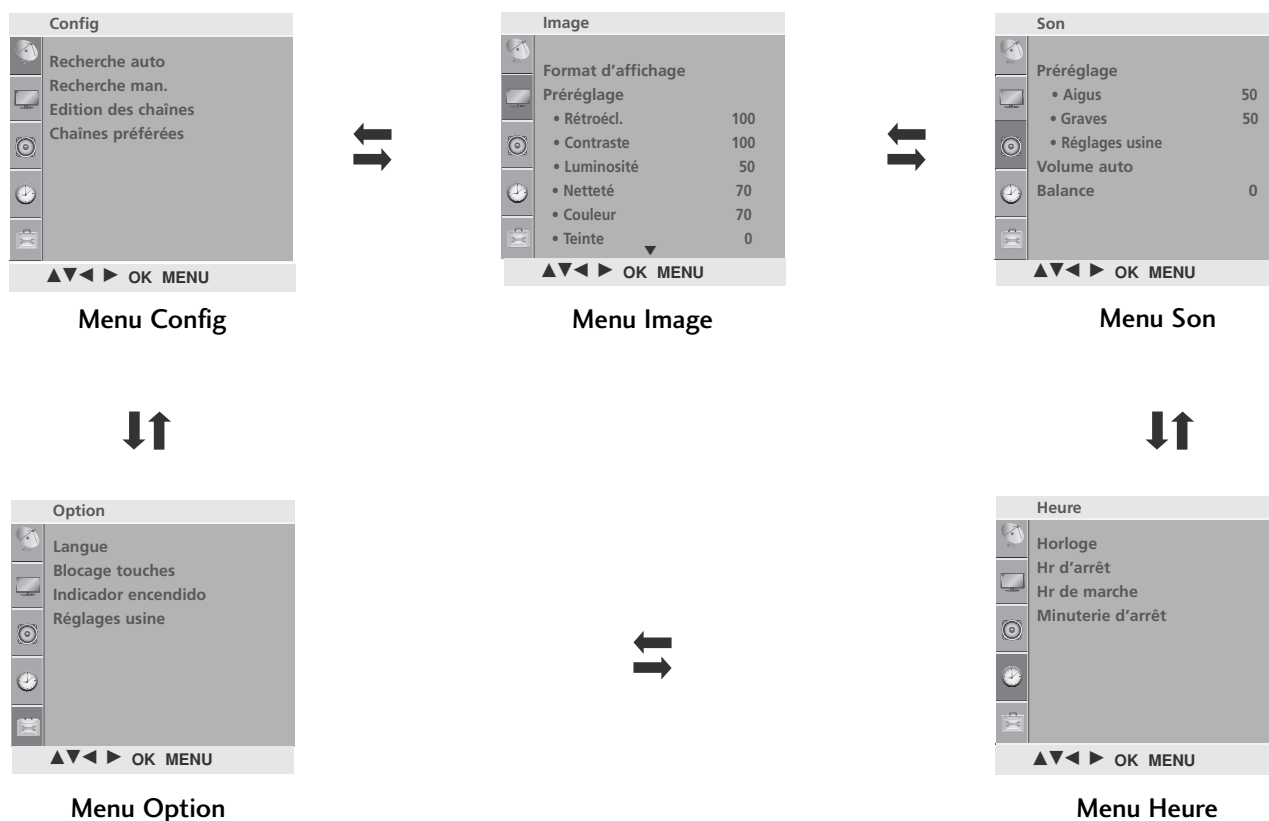 Config
Recherche auto
Recherche man.
Edition des chaînes
Chaînes préférées
▲▼◄ ► OK MENU
Menu Config
Image
Format d’affichage
Préréglage
• Rétroécl. 100
• Contraste 100
• Luminosité 50
• Netteté 70
• Couleur 70
• Teinte 0
▼
▲▼◄ ► OK MENU
Menu Image
Son
Préréglage
• Aigus 50
• Graves 50
• Réglages usine
Volume auto
Balance 0
▲▼◄ ► OK MENU
Menu Son
Option
Langue
Blocage touches
Indicador encendido
Réglages usine
▲▼◄ ► OK MENU
Menu Option
Heure
Horloge
Hr d’arrêt
Hr de marche
Minuterie d’arrêt
▲▼◄ ► OK MENU
Menu Heure